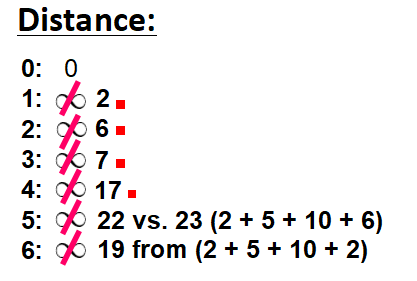 Distance:
0: 0
1: ∞ 2
2: ∞ 6
3: ∞ 7
4: ∞ 17
5: ∞ 22 vs. 23 (2 + 5 + 10 + 6)
6: ∞ 19 from (2 + 5 + 10 + 2)